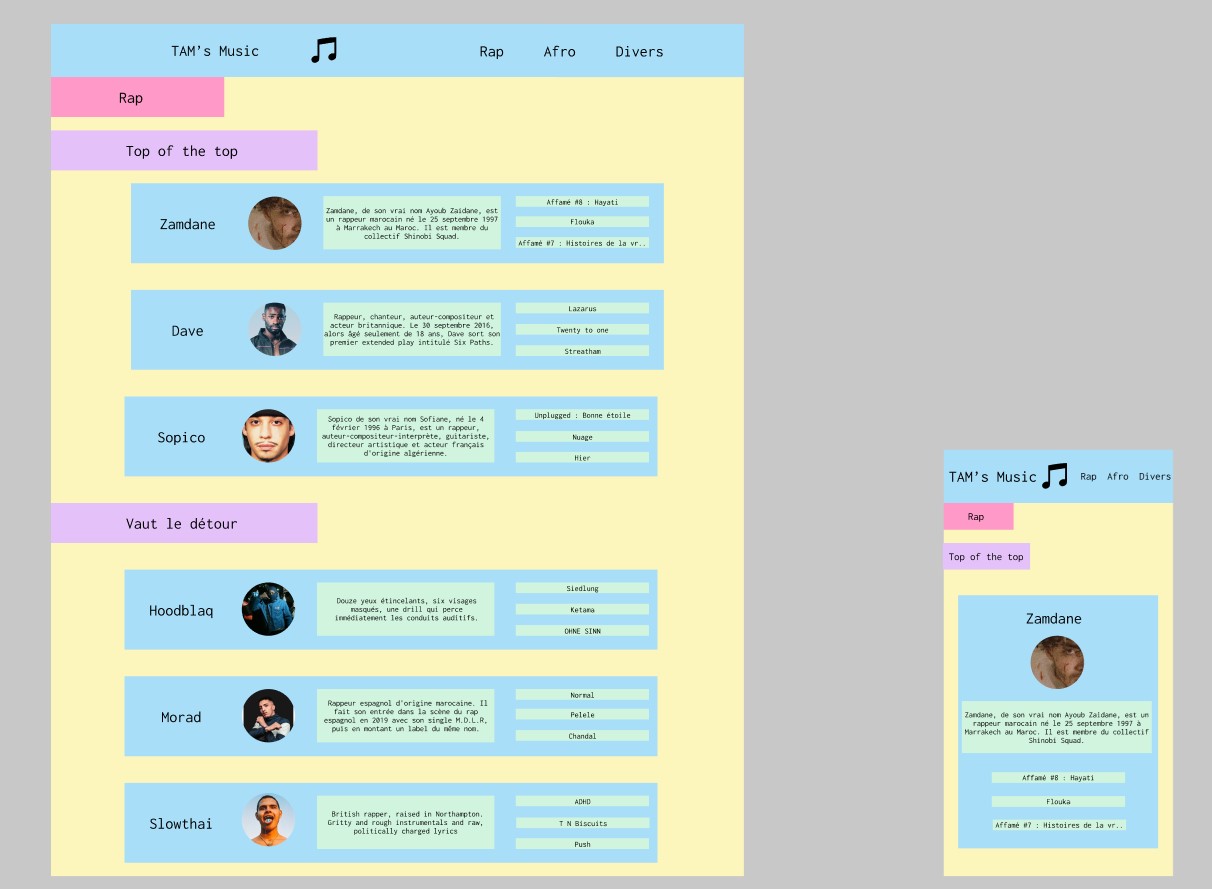 TAM’s Music
Rap Afro Divers
Rap
Top of the top
Zamdane
Zamdane, de son vrai nom Ayoub Zaidane, est
un rappeur marocain né le 25 septembre 1997
à Marrakech au Maroc. Il est membre du
collectif Shinobi Squad.
Affamé #8 : Hayati
Flouka
Affamé #7 : Histoires de la vr..
Dave
Rappeur, chanteur, auteur-compositeur et
acteur britannique. Le 30 septembre 2016,
alors âgé seulement de 18 ans, Dave sort son
premier extended play intitulé Six Paths.
Lazarus
Twenty to one
Streatham
Sopico
Sopico de son vrai nom Sofiane, né le 4
février 1996 à Paris, est un rappeur,
auteur-compositeur-interprète, guitariste,
directeur artistique et acteur français
d’origine algérienne.
Unplugged : Bonne étoile
Nuage
Hier
Vaut le détour
Hoodblaq
Douze yeux étincelants, six visages
masqués, une drill qui perce
immédiatement les conduits auditifs.
Siedlung
Ketama
OHNE SINN
Morad
Rappeur espagnol d’origine marocaine. Il
fait son entrée dans la scène du rap
espagnol en 2019 avec son single M.D.L.R,
puis en montant un label du même nom.
Normal
Pelele
Chandal
Slowthai
British rapper, raised in Northampton.
Gritty and rough instrumentals and raw,
politically charged lyrics
ADHD
T N Biscuits
Push
TAM’s Music
Rap Afro Divers
Rap
Top of the top
Zamdane
Zamdane, de son vrai nom Ayoub Zaidane, est un
rappeur marocain né le 25 septembre 1997 à
Marrakech au Maroc. Il est membre du collectif
Shinobi Squad.
Affamé #8 : Hayati
Flouka
Affamé #7 : Histoires de la vr..